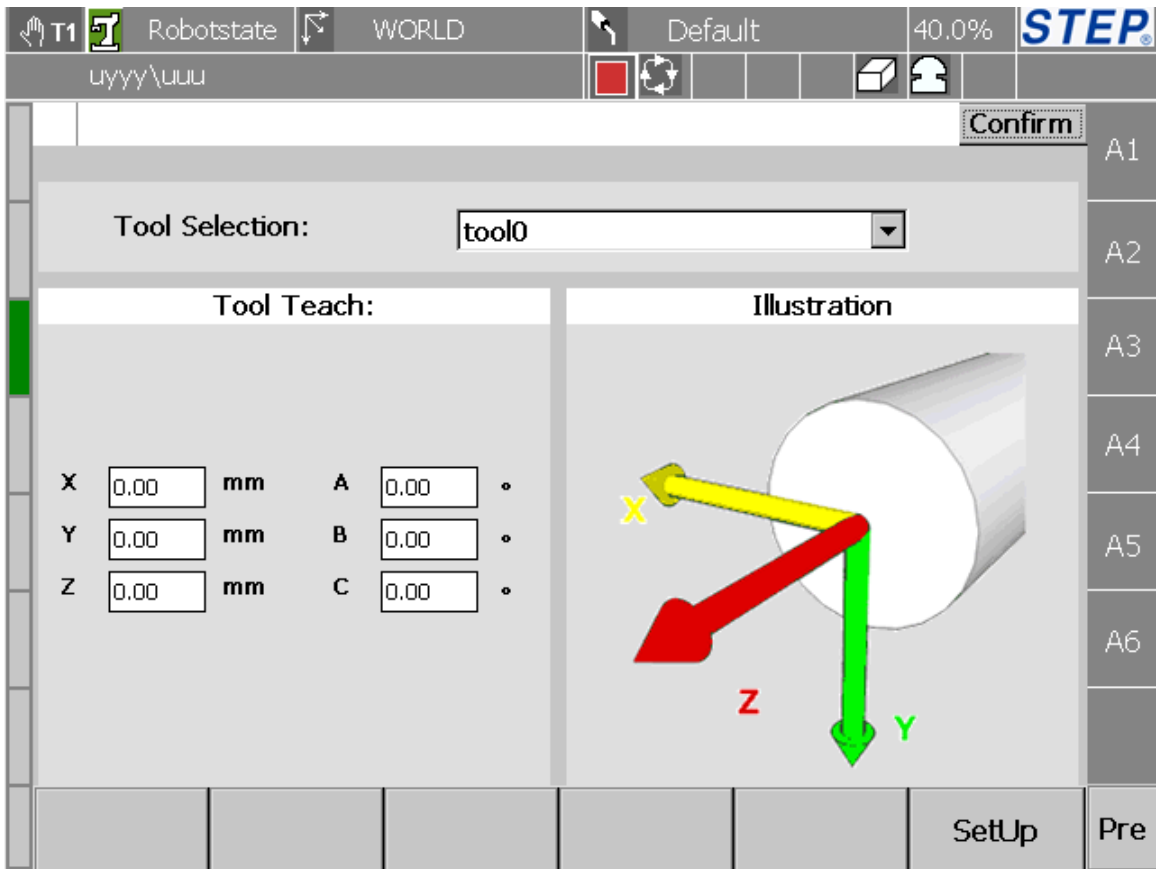 T1 Robotstate WORLD Default 40.0% STEP®
uyyy\uuu
Confirm
A1
Tool Selection: tool0
A2
Tool Teach: Illustration
A3
A4
X 0.00 mm A 0.00 °
X
Y 0.00 mm B 0.00 °
A5
Z 0.00 mm C 0.00 °
A6
Z
Y
SetUp Pre